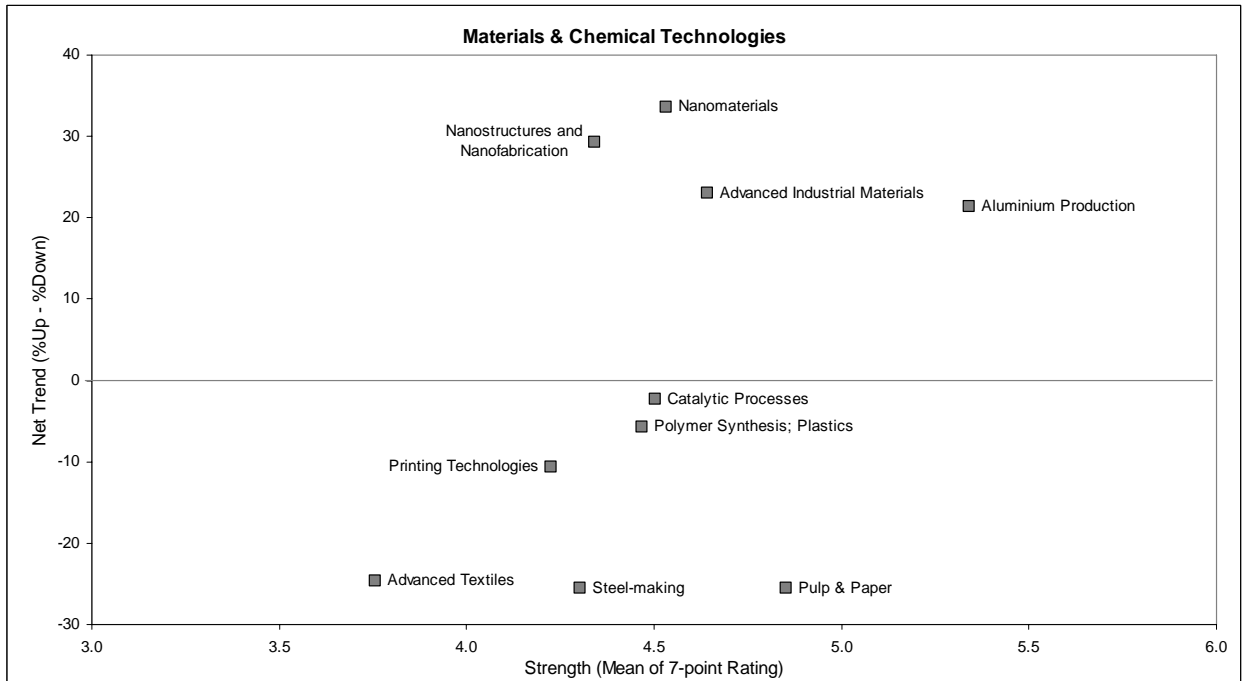 Materials & Chemical Technologies
40
Nanomaterials
30
Nanostructures and
Nanofabrication
Advanced Industrial Materials
Aluminium Production
20
10
Net Trend (%Up - %Down)
0
Catalytic Processes
Polymer Synthesis; Plastics
-10
Printing Technologies
-20
Advanced Textiles
Steel-making
Pulp & Paper
-30
3.0
3.5
4.0
4.5
5.0
5.5
6.0
Strength (Mean of 7-point Rating)